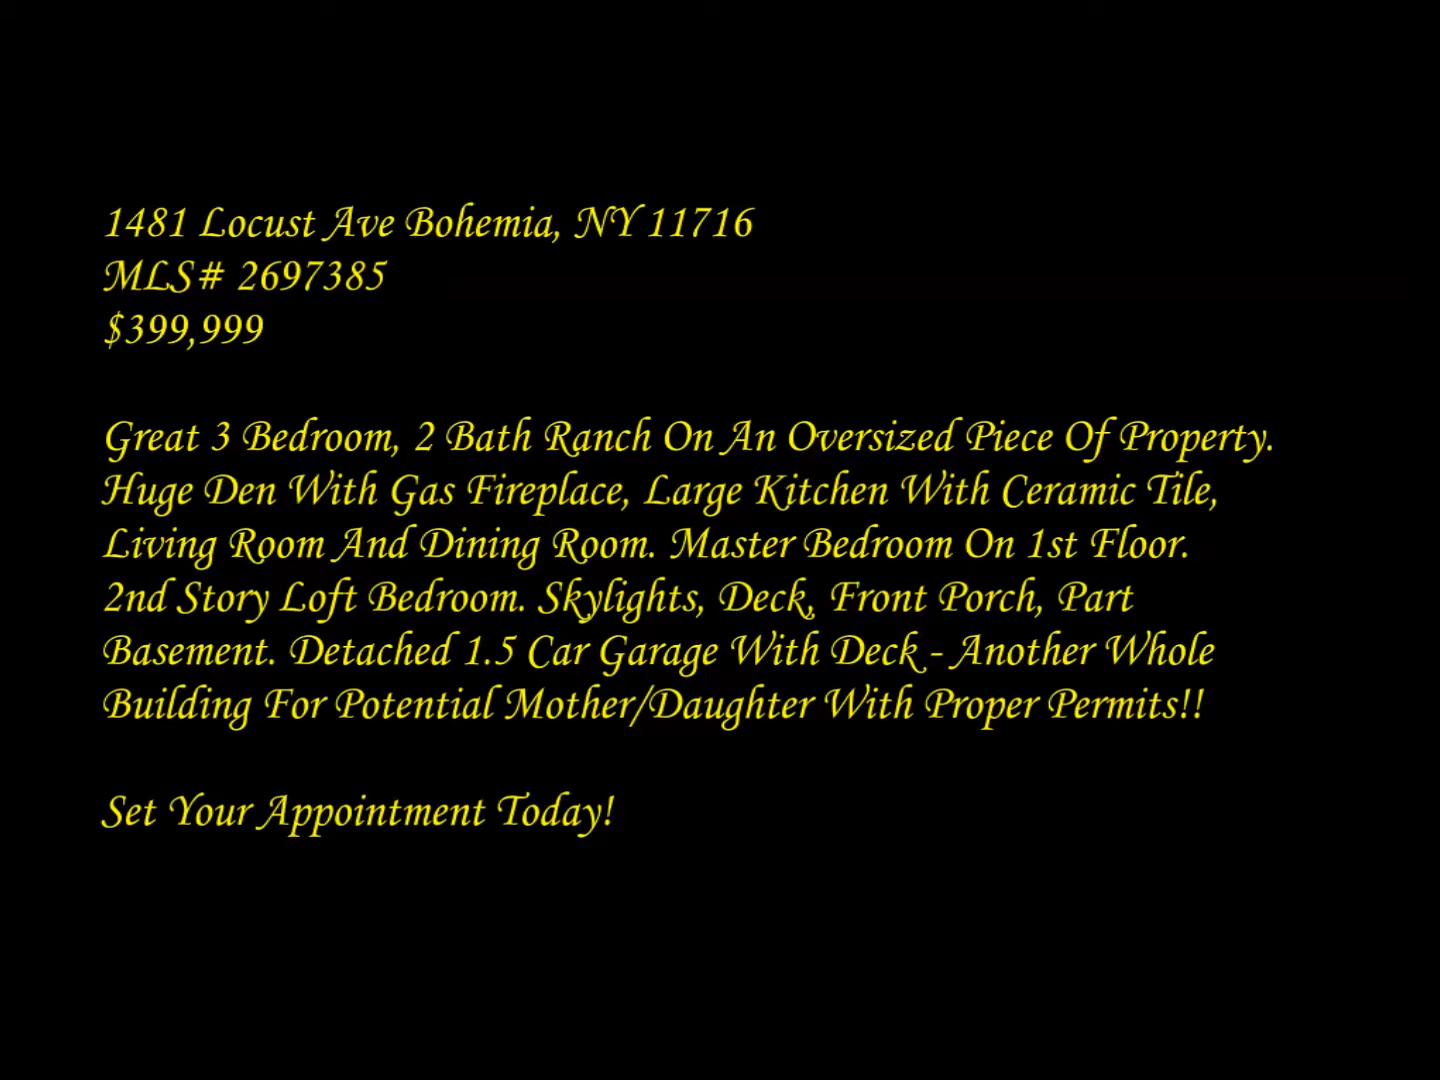 1481 Locust Ave Bohemia, NY 11716
MLS# 2697385
$399,999
Great 3 Bedroom, 2 Bath Ranch On An Oversized Piece Of Property.
Huge Den With Gas Fireplace, Large Kitchen With Ceramic Tile,
Living Room And Dining Room. Master Bedroom On 1st Floor.
2nd Story Loft Bedroom. Skylights, Deck, Front Porch, Part
Basement. Detached 1.5 Car Garage With Deck - Another Whole
Building For Potential Mother/Daughter With Proper Permits!!
Set Your Appointment Today!